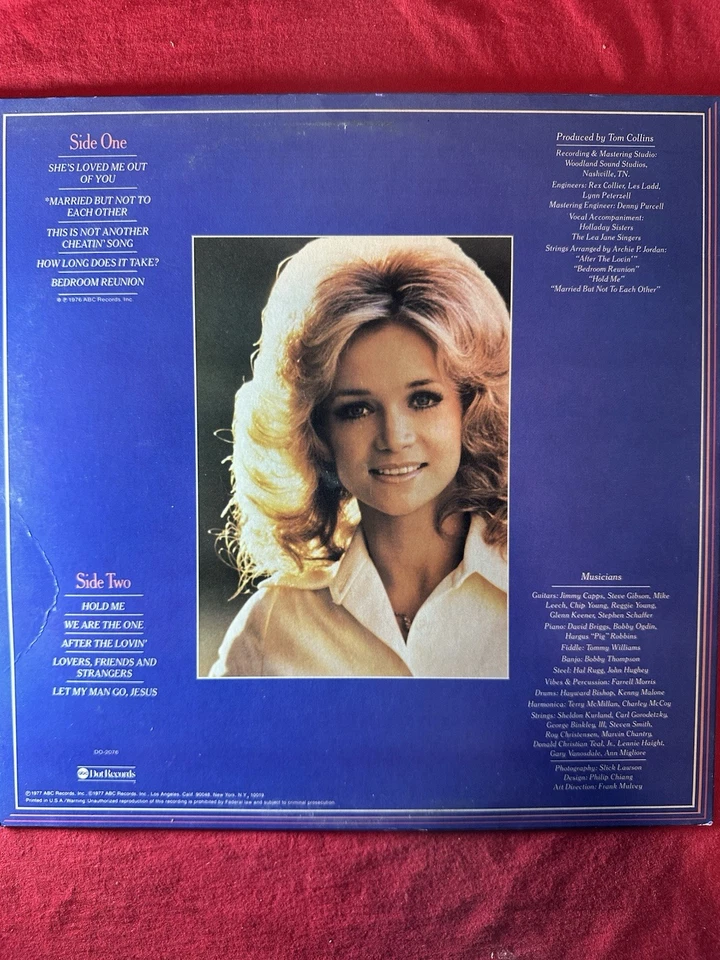 Side One
SHE'S LOVED ME OUT
OF YOU
*MARRIED BUT NOT TO
EACH OTHER
THIS IS NOT ANOTHER
CHEATIN' SONG
HOW LONG DOES IT TAKE?
BEDROOM REUNION
* ℗ 1976 ABC Records, Inc.
Side Two
HOLD ME
WE ARE THE ONE
AFTER THE LOVIN'
LOVERS, FRIENDS AND
STRANGERS
LET MY MAN GO, JESUS
DO-2076
abc Dot Records
℗1977 ABC Records, Inc., ©1977 ABC Records, Inc., Los Angeles, Calif. 90048, New York, N.Y., 10019
Printed in U.S.A./Warning: Unauthorized reproduction of this recording is prohibited by Federal law and subject to criminal prosecution.
Produced by Tom Collins
Recording & Mastering Studio:
Woodland Sound Studios,
Nashville, TN.
Engineers: Rex Collier, Les Ladd,
Lynn Peterzell
Mastering Engineer: Denny Purcell
Vocal Accompaniment:
Holladay Sisters
The Lea Jane Singers
Strings Arranged by Archie P. Jordan:
"After The Lovin'"
"Bedroom Reunion"
"Hold Me"
"Married But Not To Each Other"
Musicians
Guitars: Jimmy Capps, Steve Gibson, Mike
Leech, Chip Young, Reggie Young,
Glenn Keener, Stephen Schaffer
Piano: David Briggs, Bobby Ogdin,
Hargus "Pig" Robbins
Fiddle: Tommy Williams
Banjo: Bobby Thompson
Steel: Hal Rugg, John Hughey
Vibes & Percussion: Farrell Morris
Drums: Hayward Bishop, Kenny Malone
Harmonica: Terry McMillan, Charley McCoy
Strings: Sheldon Kurland, Carl Gorodetzky,
George Binkley, III, Steven Smith,
Roy Christensen, Marvin Chantry,
Donald Christian Teal, Jr., Lennie Haight,
Gary Vanosdale, Ann Migliore
Photography: Slick Lawson
Design: Philip Chiang
Art Direction: Frank Mulvey